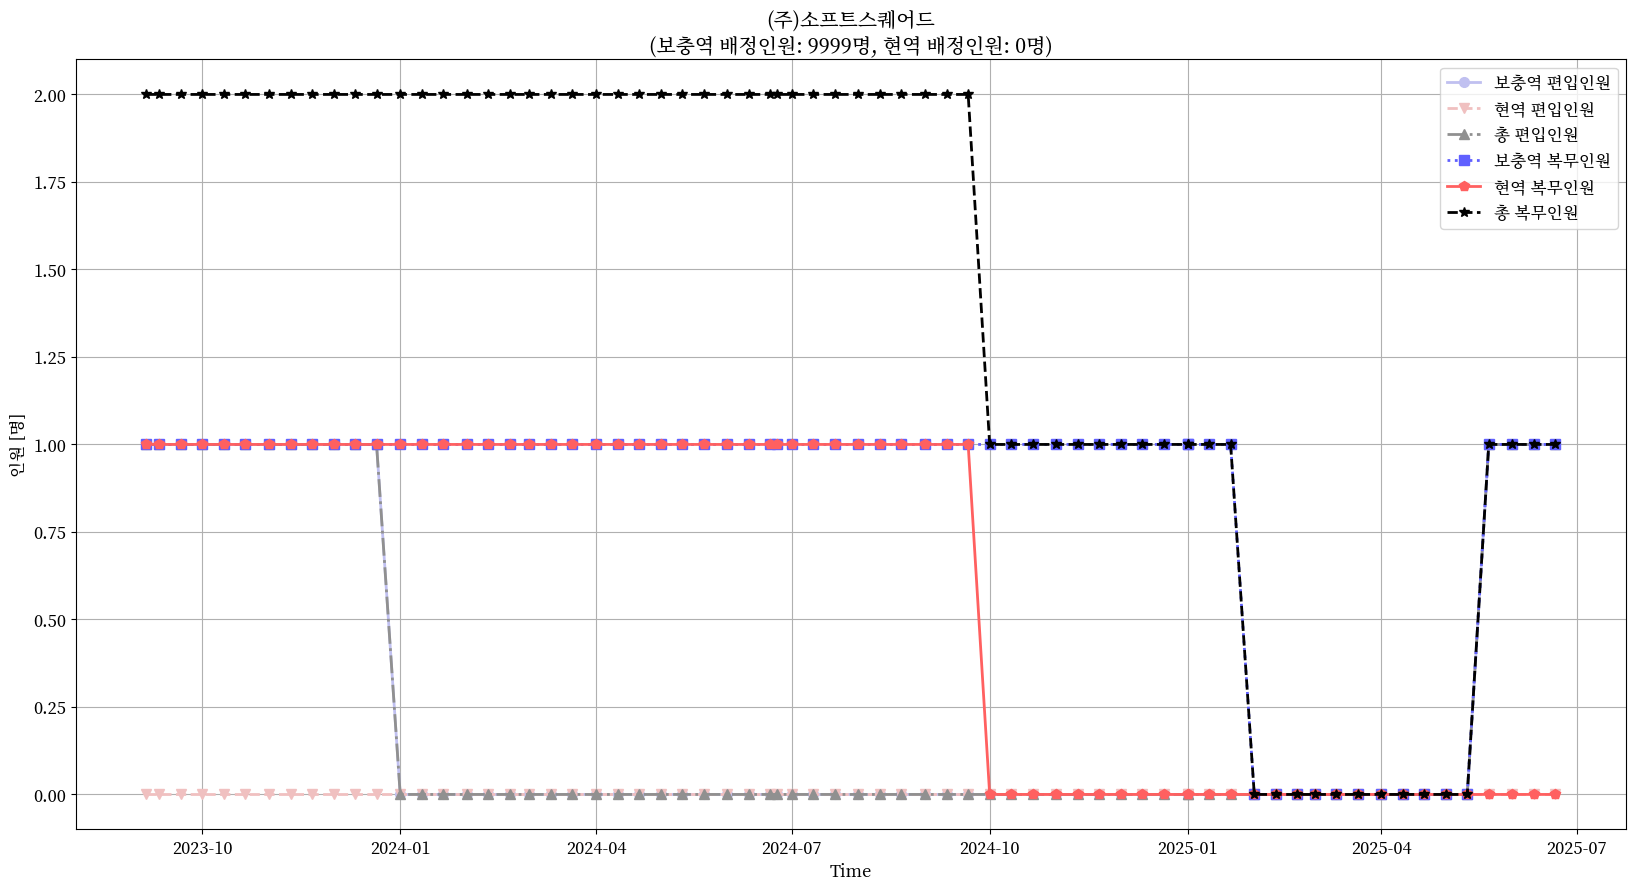 (주)소프트스퀘어드
(보충역 배정인원: 9999명, 현역 배정인원: 0명)
보충역 편입인원
현역 편입인원
총 편입인원
보충역 복무인원
현역 복무인원
총 복무인원
인원 [명]
2.00
1.75
1.50
1.25
1.00
0.75
0.50
0.25
0.00
2023-10
2024-01
2024-04
2024-07
2024-10
2025-01
2025-04
2025-07
Time